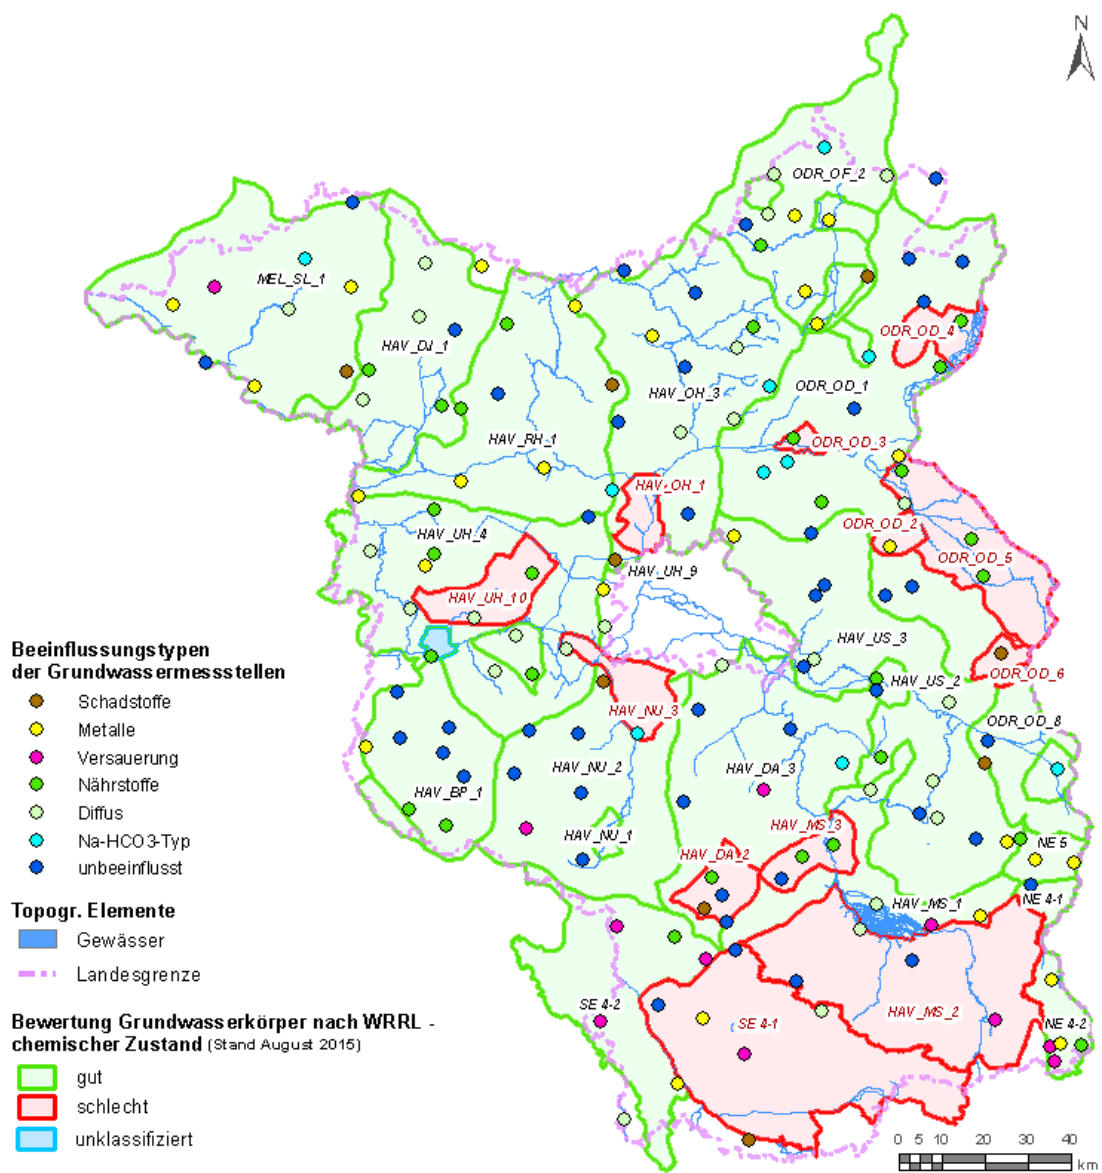 N
ODR_OF_2
MEL_SL_1
HAV_DJ_1
ODR_OD_4
HAV_OH_3
ODR_OD_1
HAV_RH_1
ODR_OD_3
HAV_OH_1
HAV_UH_4
ODR_OD_2
ODR_OD_5
HAV_UH_9
HAV_UH_10
HAV_US_3
ODR_OD_6
HAV_US_2
HAV_NU_3
ODR_OD_8
HAV_NU_2
HAV_DA_3
HAV_BP_1
HAV_NU_1
HAV_MS_3
NE 5
HAV_DA_2
NE 4-1
HAV_MS_1
SE 4-2
HAV_MS_2
SE 4-1
NE 4-2
Beeinflussungstypen
der Grundwassermessstellen
Schadstoffe
Metalle
Versauerung
Nährstoffe
Diffus
Na-HCO3-Typ
unbeeinflusst
Topogr. Elemente
Gewässer
Landesgrenze
Bewertung Grundwasserkörper nach WRRL -
chemischer Zustand (Stand August 2015)
gut
schlecht
unklassifiziert
0 5 10 20 30 40
km